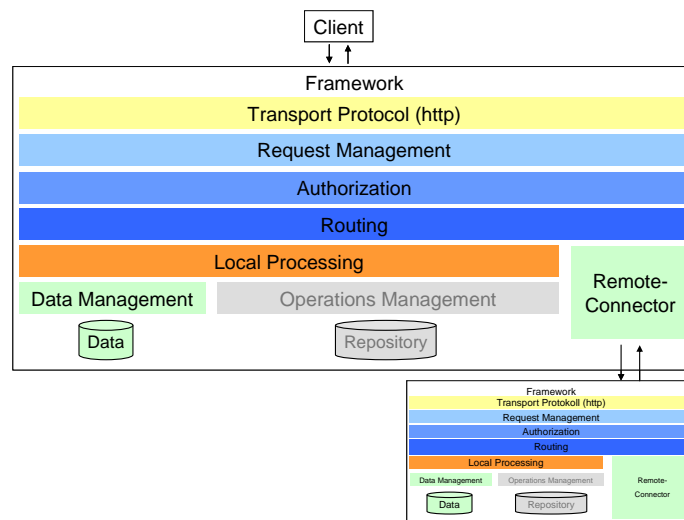 Client
Framework
Transport Protocol (http)
Request Management
Authorization
Routing
Local Processing
Remote-
Connector
Data Management
Operations Management
Data
Repository
Framework
Transport Protokoll (http)
Request Management
Authorization
Routing
Local Processing
Data Management
Operations Management
Remote-
Connector
Data
Repository